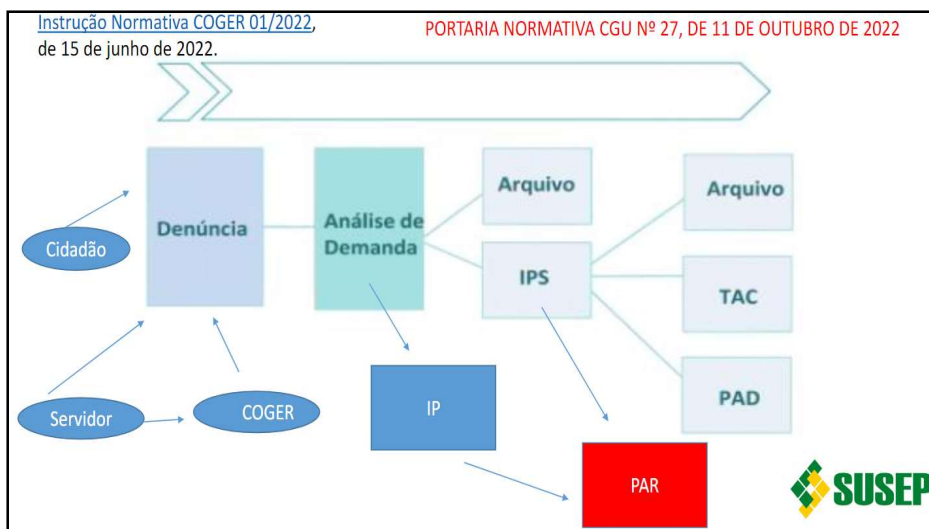 Instrução Normativa COGER 01/2022,
de 15 de junho de 2022.
PORTARIA NORMATIVA CGU Nº 27, DE 11 DE OUTUBRO DE 2022
Cidadão
Denúncia
Análise de
Demanda
Arquivo
IPS
Arquivo
TAC
PAD
Servidor
COGER
IP
PAR
SUSEP